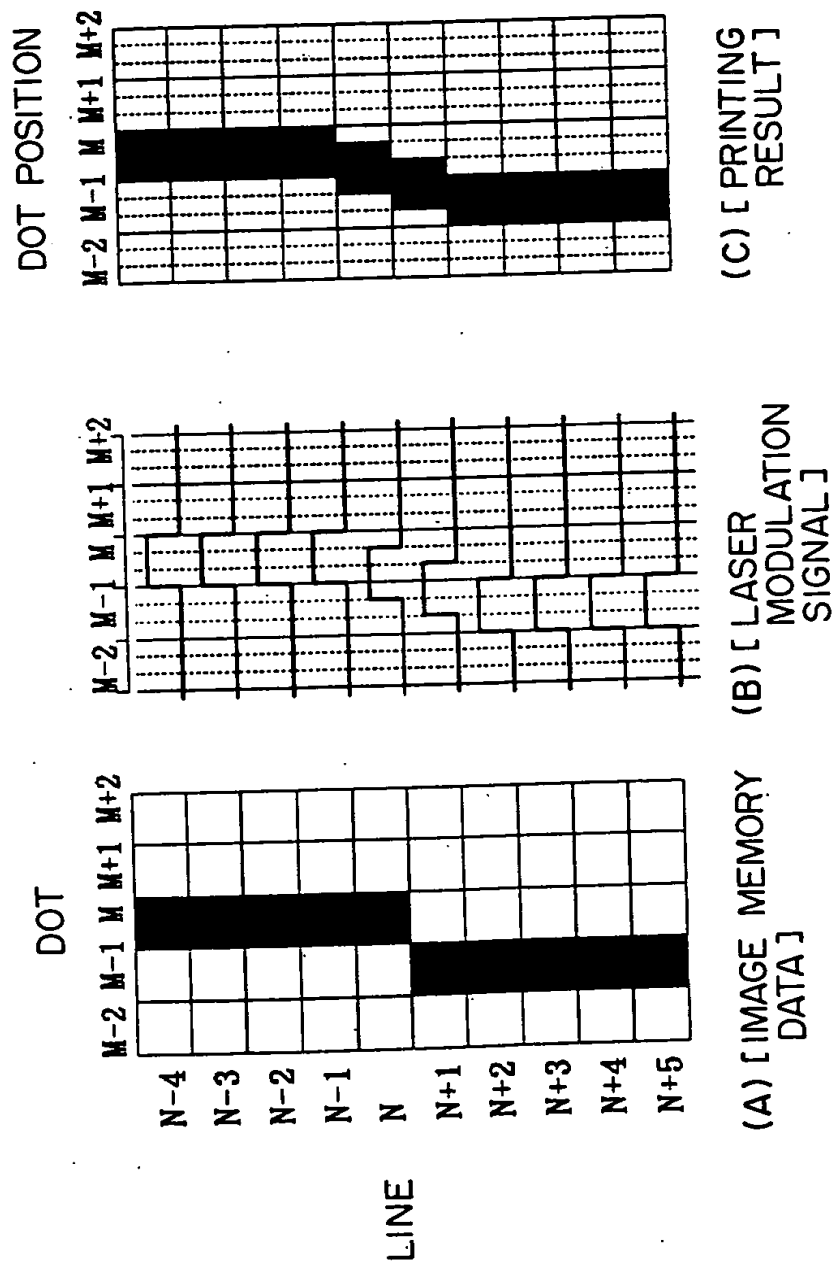 DOT
M-2 M-1 M M+1 M+2
LINE
N-4
N-3
N-2
N-1
N
N+1
N+2
N+3
N+4
N+5
(A) [IMAGE MEMORY
DATA]
M-2 M-1 M M+1 M+2
(B) [LASER
MODULATION
SIGNAL]
DOT POSITION
M-2 M-1 M M+1 M+2
(C) [PRINTING
RESULT]